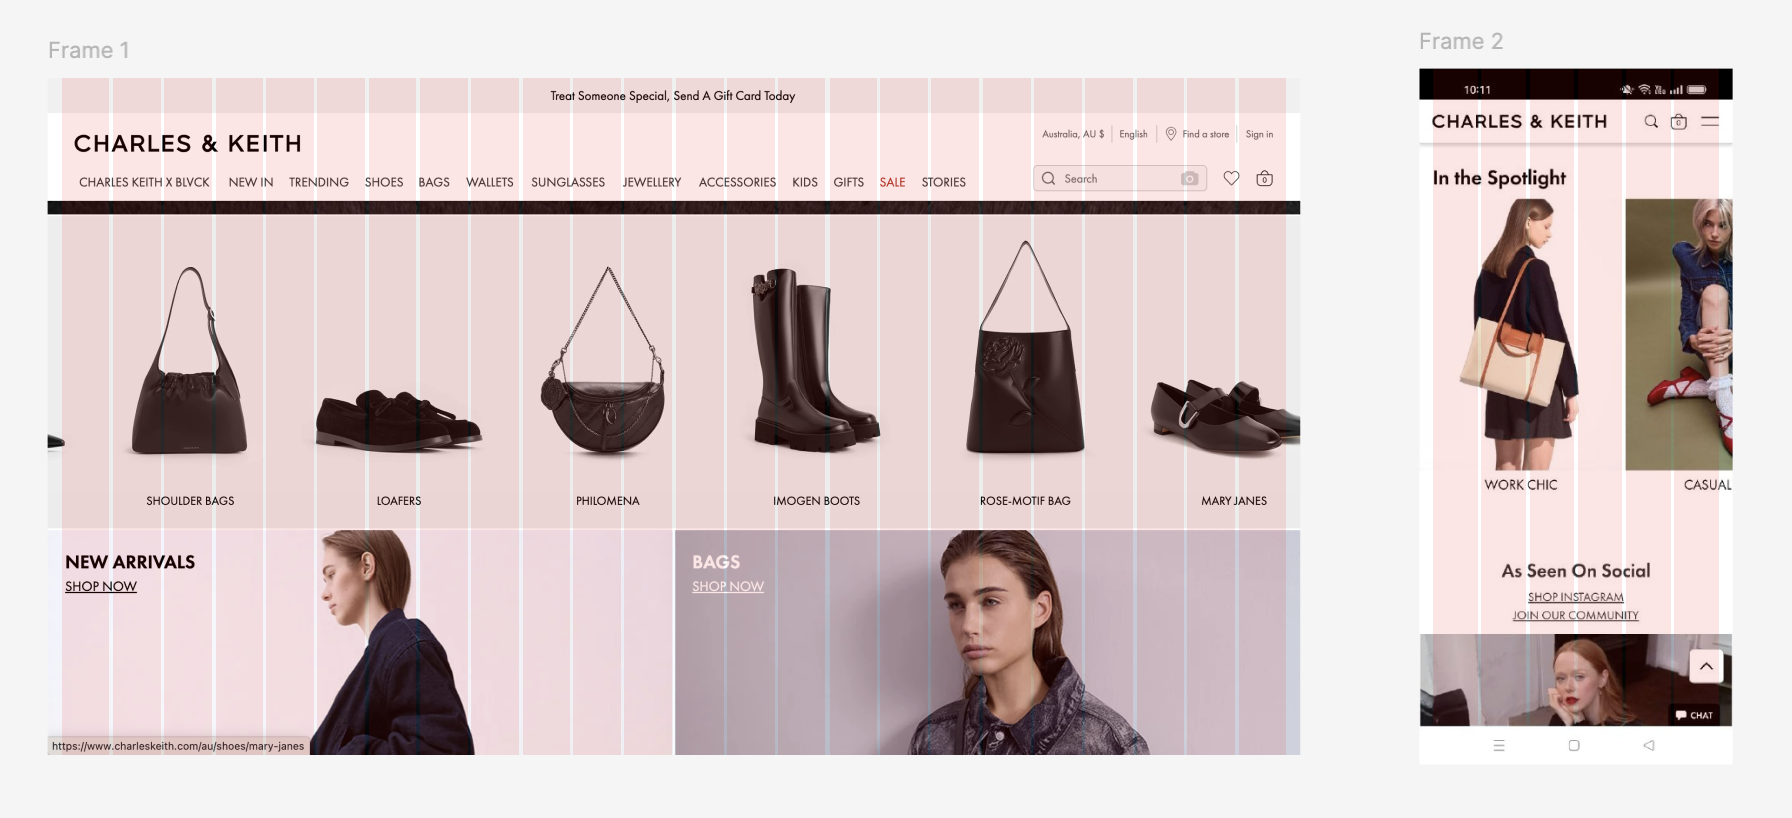 Frame 1
Treat Someone Special, Send A Gift Card Today
CHARLES & KEITH
Australia, AU $ English Find a store Sign in
CHARLES KEITH X BLVCK NEW IN TRENDING SHOES BAGS WALLETS SUNGLASSES JEWELLERY ACCESSORIES KIDS GIFTS SALE STORIES
Search
0
SHOULDER BAGS LOAFERS PHILOMENA IMOGEN BOOTS ROSE-MOTIF BAG MARY JANES
NEW ARRIVALS
SHOP NOW
BAGS
SHOP NOW
https://www.charleskeith.com/au/shoes/mary-janes
Frame 2
10:11
CHARLES & KEITH
0
In the Spotlight
WORK CHIC CASUAL
As Seen On Social
SHOP INSTAGRAM
JOIN OUR COMMUNITY
CHAT